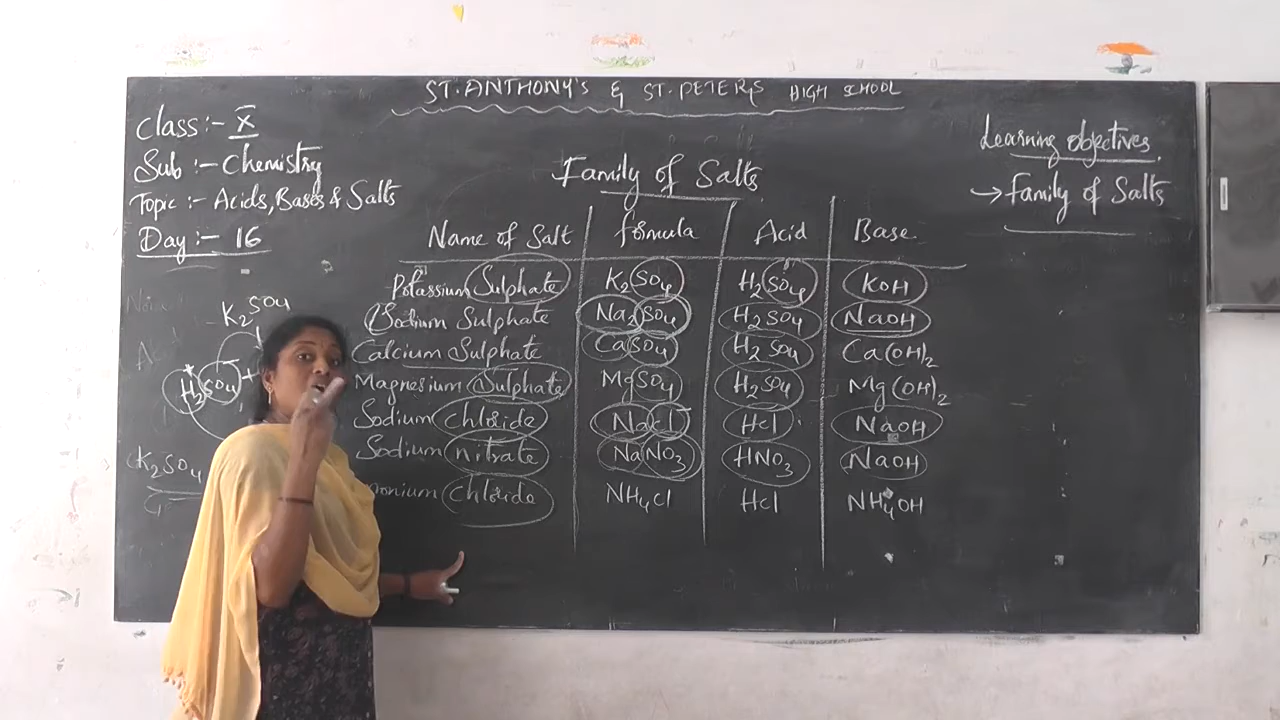 ST. ANTHONY'S & ST. PETERS HIGH SCHOOL
Class:- X
Sub :- Chemistry
Topic :- Acids, Bases & Salts
Day :- 16
Learning objectives
→ Family of Salts
Family of Salts
Name of Salt Formula Acid Base
Potassium Sulphate K2SO4 H2SO4 KOH
Sodium Sulphate Na2SO4 H2SO4 NaOH
Calcium Sulphate CaSO4 H2SO4 Ca(OH)2
Magnesium Sulphate MgSO4 H2SO4 Mg(OH)2
Sodium Chloride NaCl HCl NaOH
Sodium nitrate NaNO3 HNO3 NaOH
onium Chloride NH4Cl HCl NH4OH
K2SO4
H2SO4 +
K2SO4